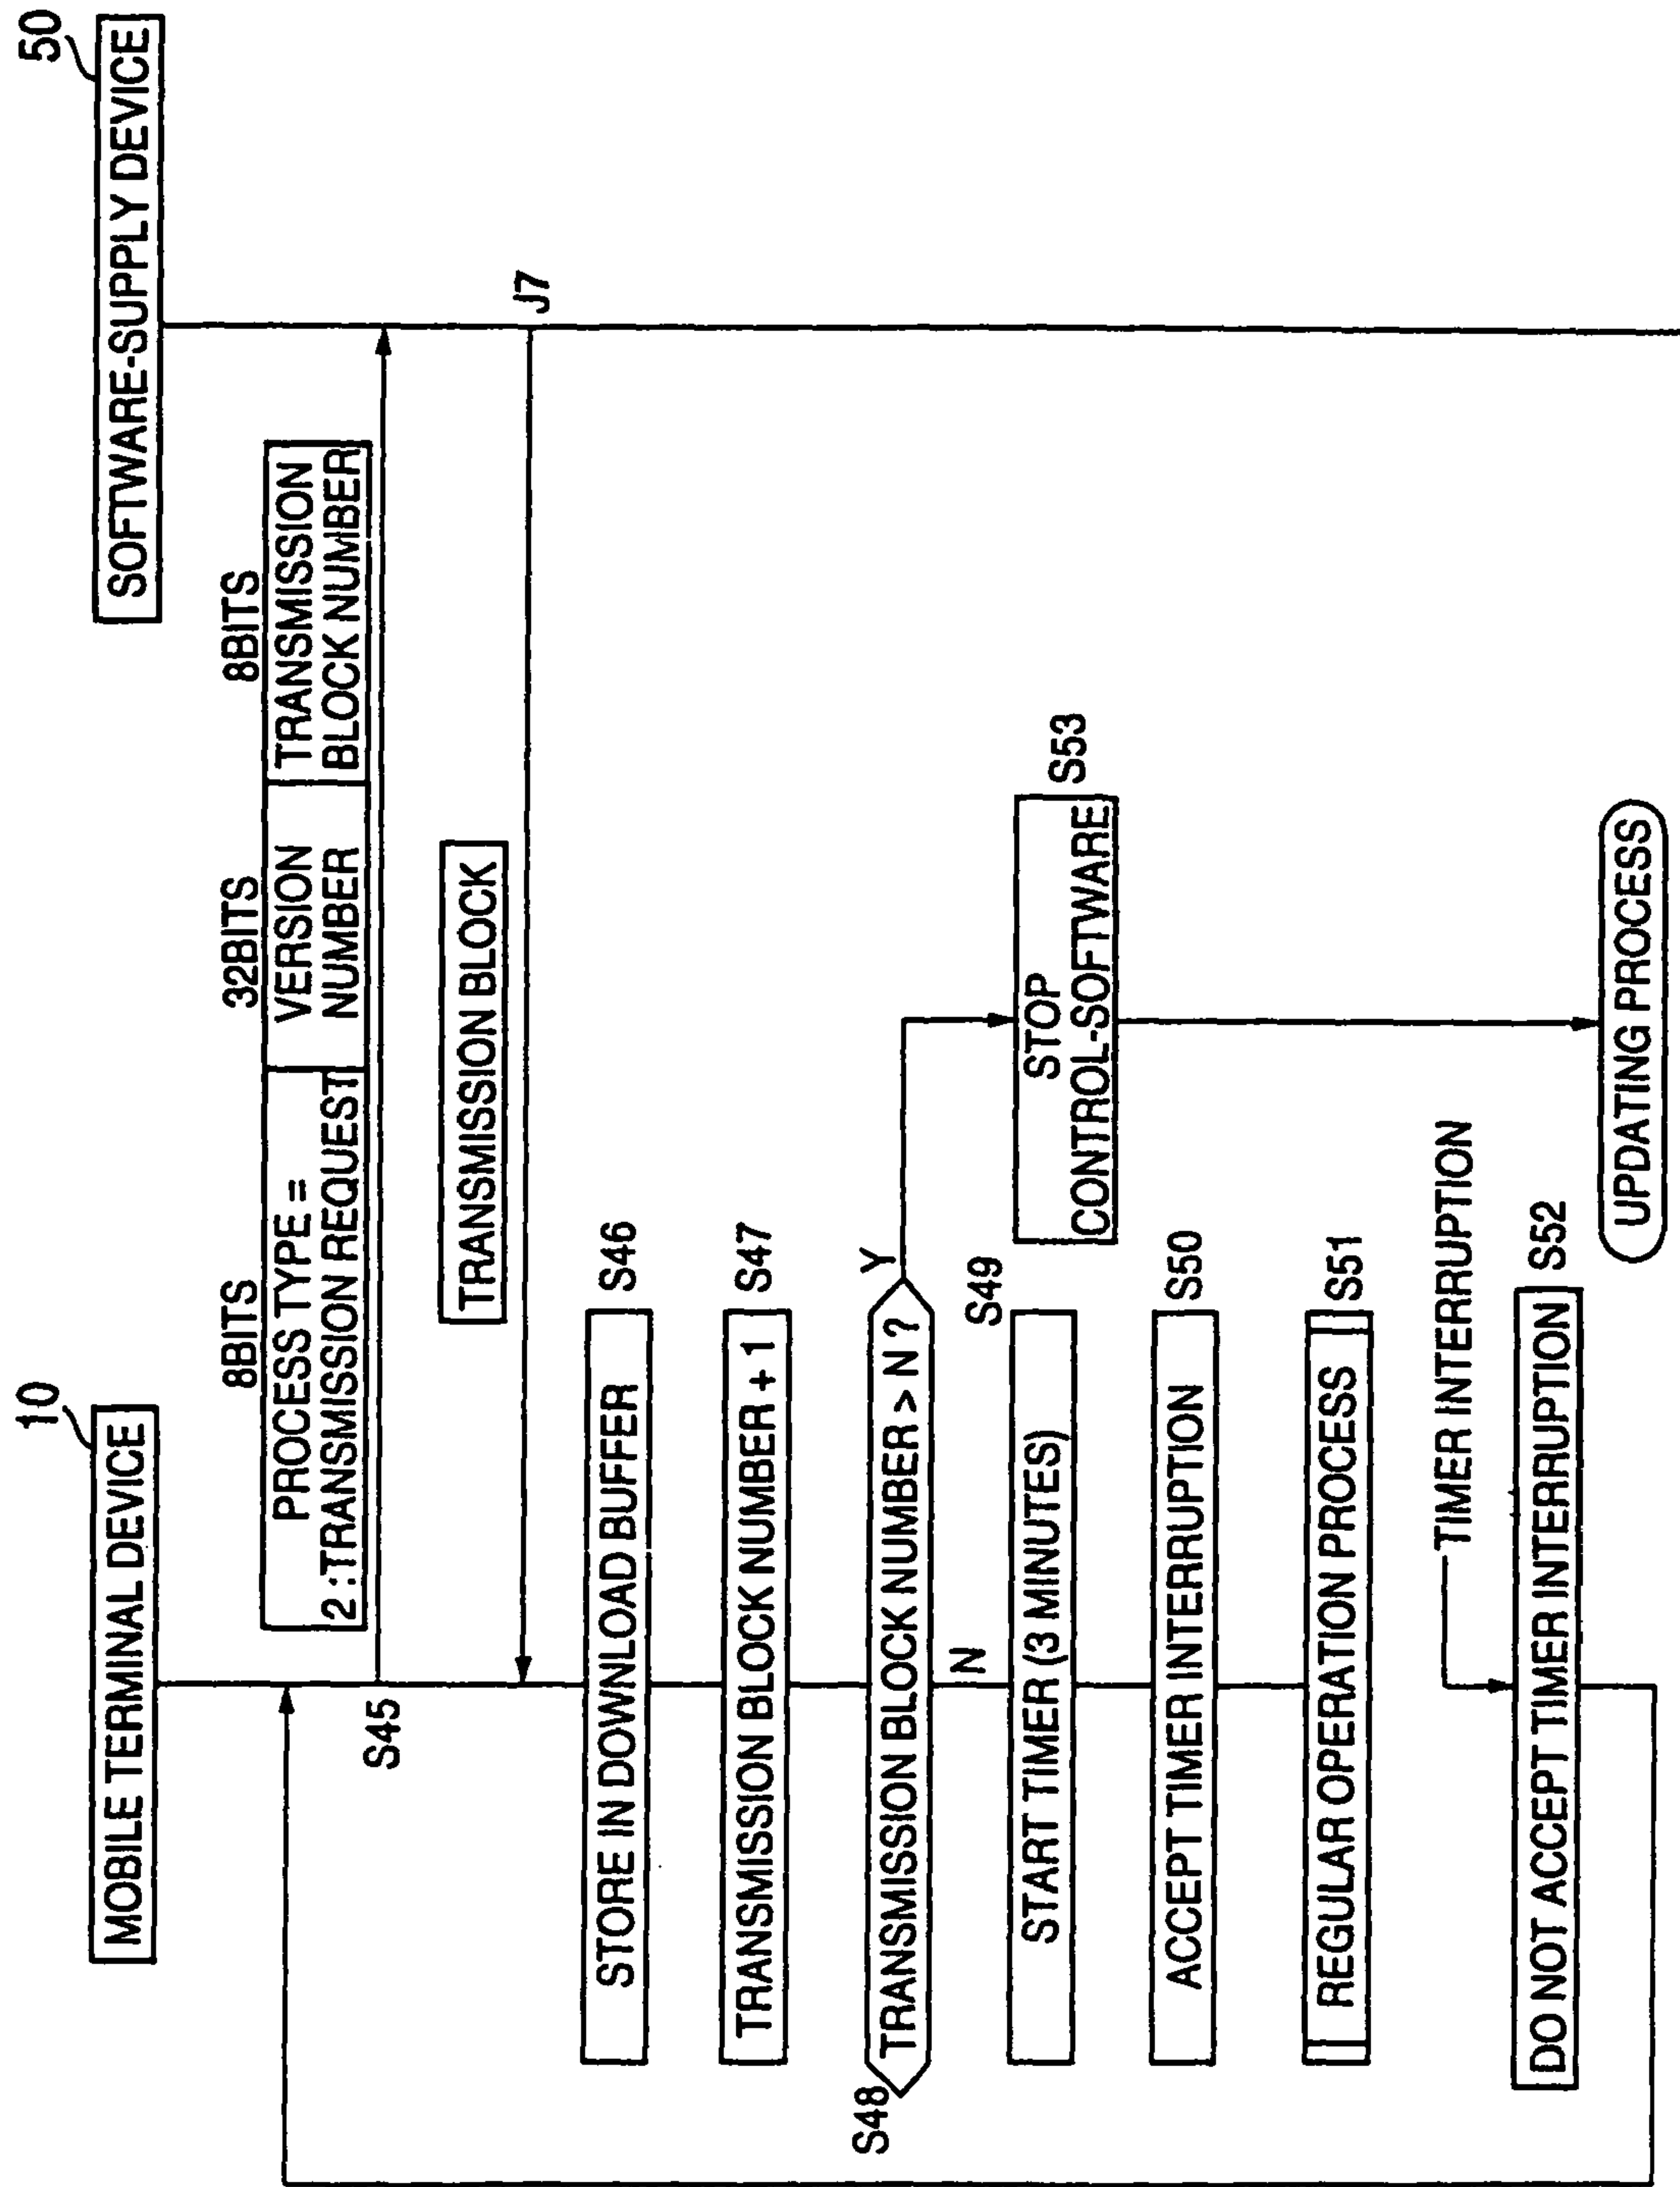 10
MOBILE TERMINAL DEVICE
50
SOFTWARE-SUPPLY DEVICE
8BITS
32BITS
8BITS
PROCESS TYPE =
2 :TRANSMISSION REQUEST
VERSION
NUMBER
TRANSMISSION
BLOCK NUMBER
S45
TRANSMISSION BLOCK
J7
STORE IN DOWNLOAD BUFFER
S46
TRANSMISSION BLOCK NUMBER + 1
S47
S48
TRANSMISSION BLOCK NUMBER > N ?
Y
N
S49
START TIMER (3 MINUTES)
STOP
CONTROL-SOFTWARE
S53
ACCEPT TIMER INTERRUPTION
S50
REGULAR OPERATION PROCESS
S51
TIMER INTERRUPTION
DO NOT ACCEPT TIMER INTERRUPTION
S52
UPDATING PROCESS